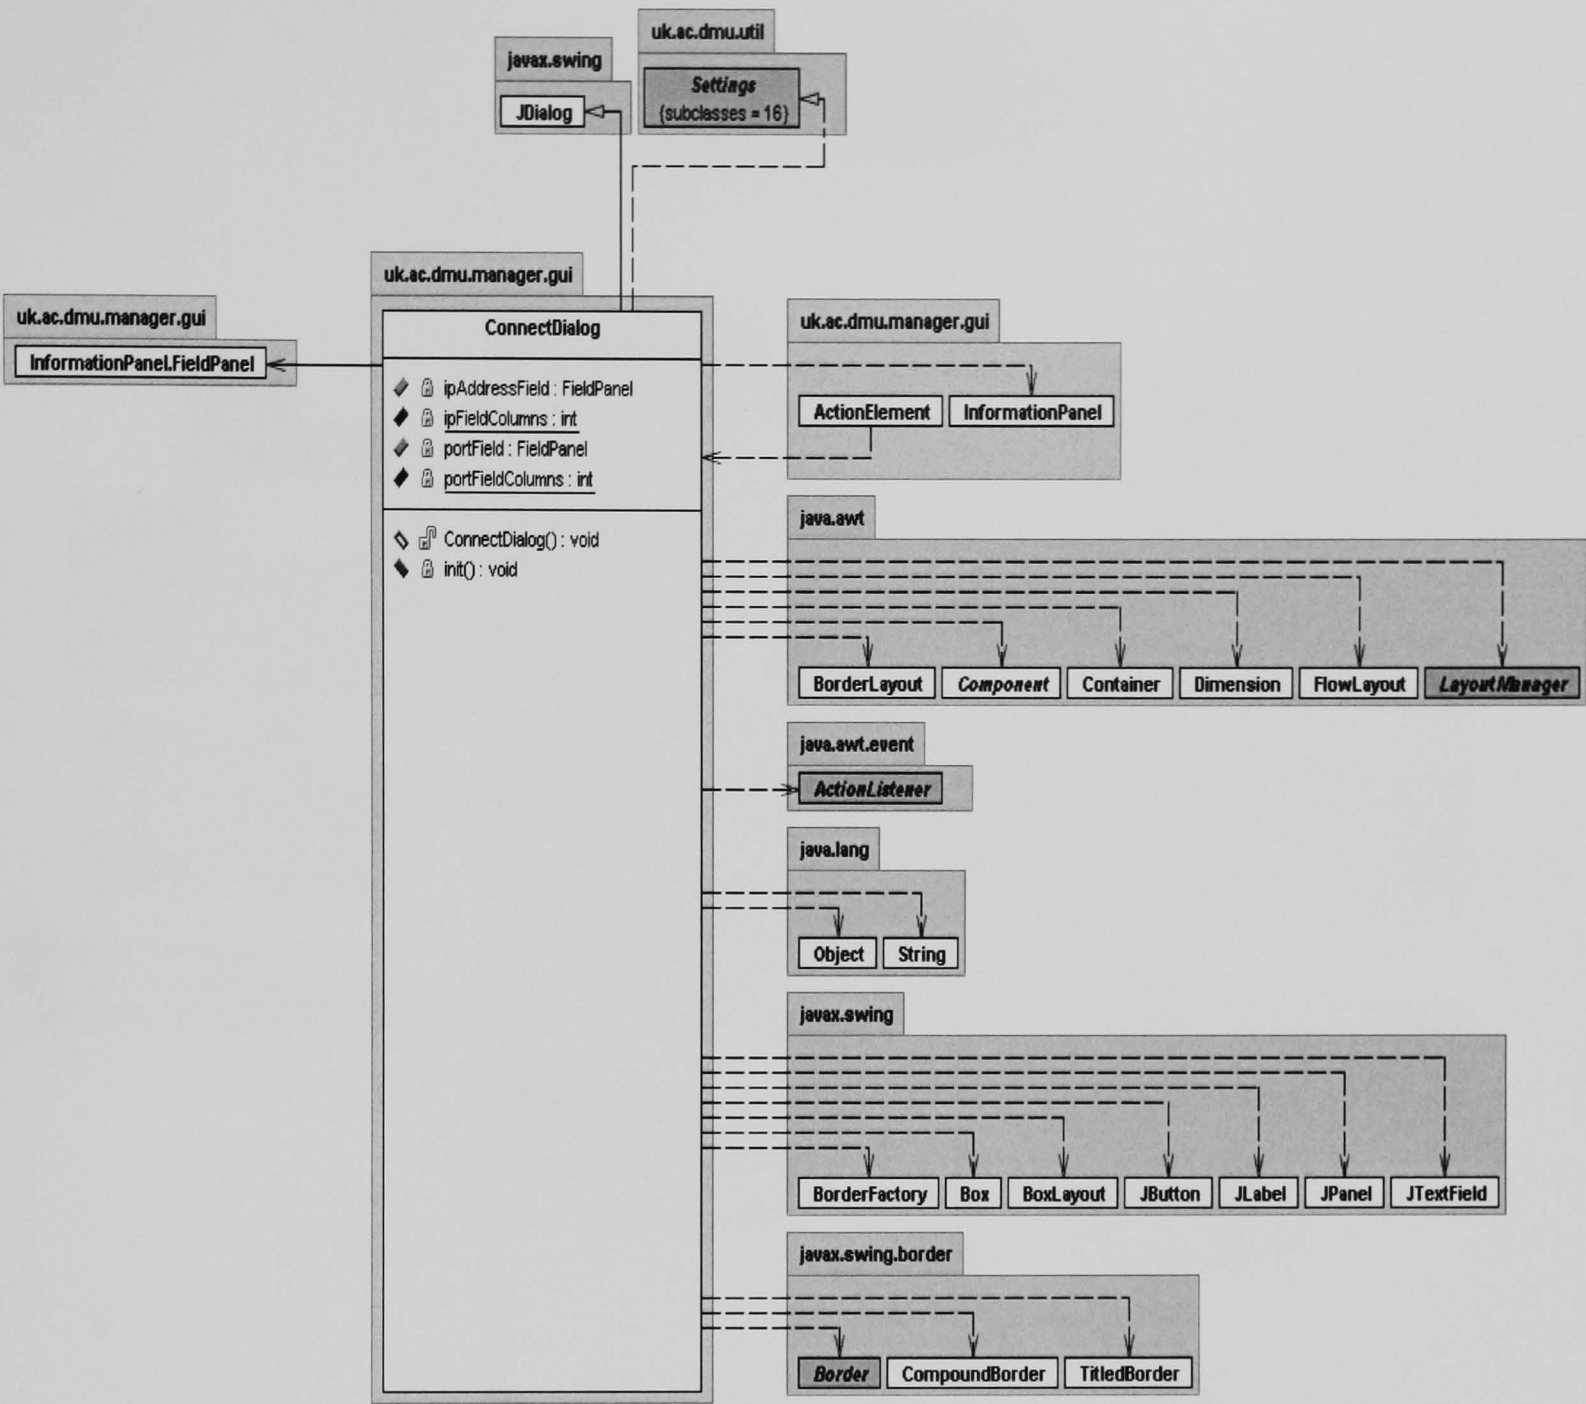 uk.ac.dmu.util
javax.swing
Settings
{subclasses = 16}
JDialog
uk.ac.dmu.manager.gui
uk.ac.dmu.manager.gui
InformationPanel.FieldPanel
ConnectDialog
ipAddressField : FieldPanel
ipFieldColumns : int
portField : FieldPanel
portFieldColumns : int
ConnectDialog() : void
init() : void
uk.ac.dmu.manager.gui
ActionElement
InformationPanel
java.awt
BorderLayout
Component
Container
Dimension
FlowLayout
LayoutManager
java.awt.event
ActionListener
java.lang
Object
String
javax.swing
BorderFactory
Box
BoxLayout
JButton
JLabel
JPanel
JTextField
javax.swing.border
Border
CompoundBorder
TitledBorder